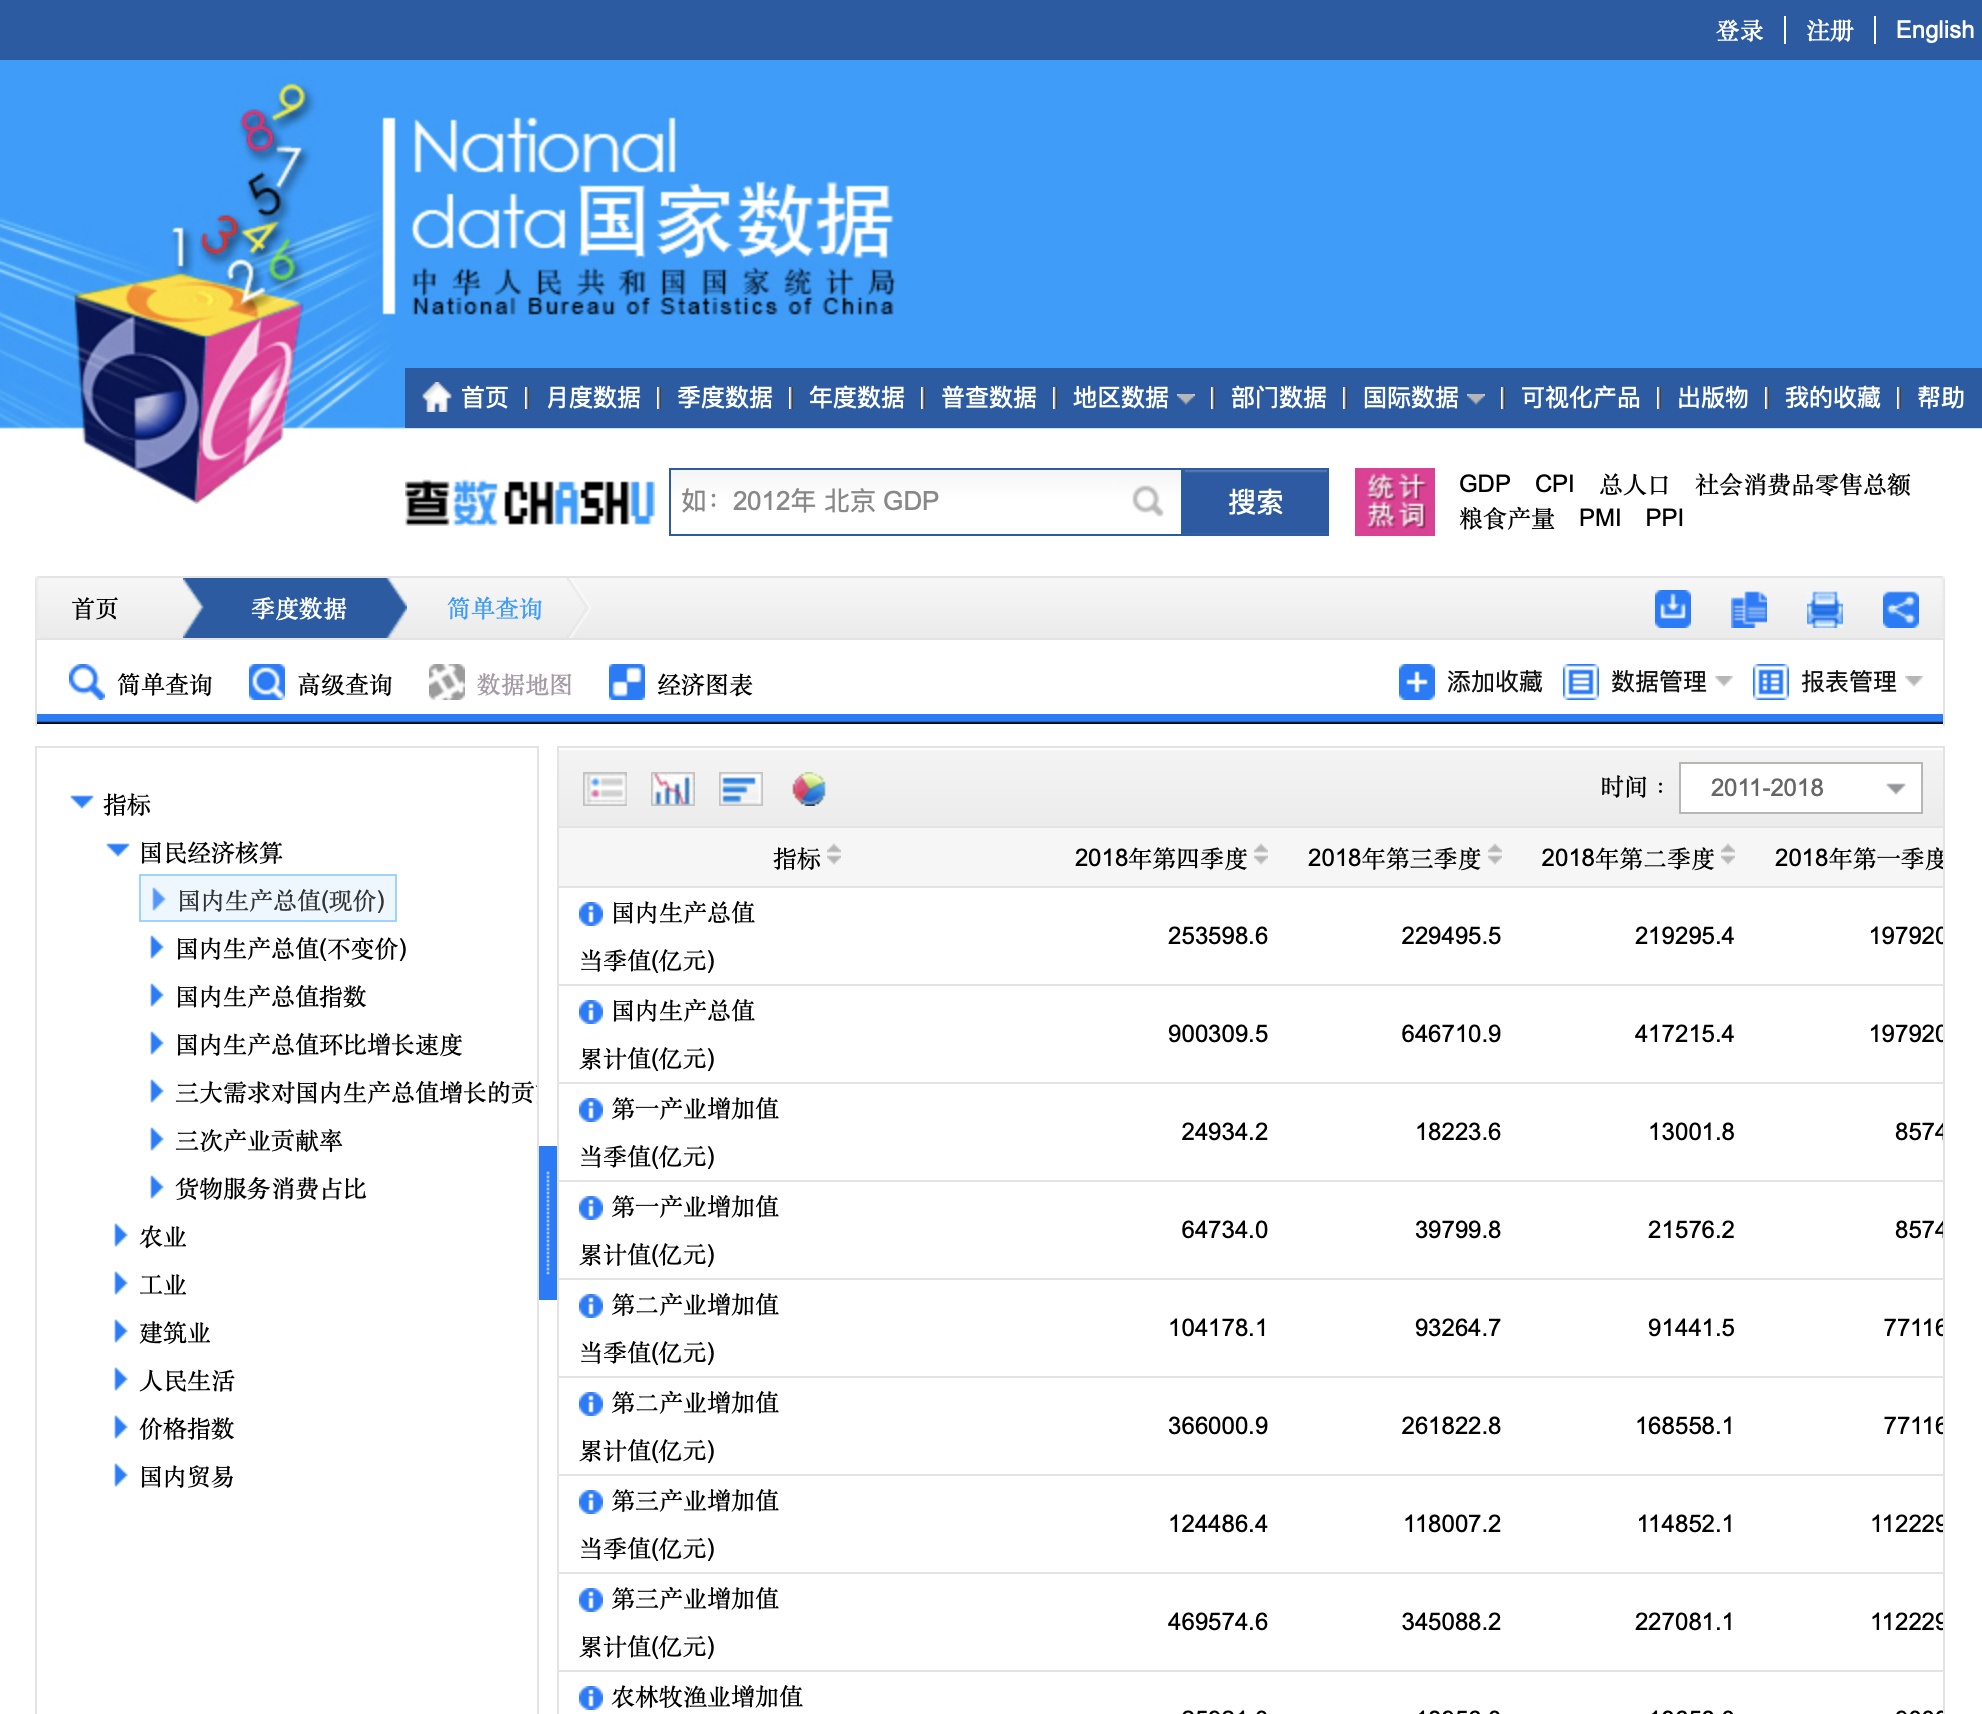 登录 | 注册 | English
National
data国家数据
中华人民共和国国家统计局
National Bureau of Statistics of China
首页 | 月度数据 | 季度数据 | 年度数据 | 普查数据 | 地区数据 | 部门数据 | 国际数据 | 可视化产品 | 出版物 | 我的收藏 | 帮助
查数CHASHU
如：2012年 北京 GDP
搜索
统计
热词
GDP CPI 总人口 社会消费品零售总额
粮食产量 PMI PPI
首页 季度数据 简单查询
简单查询 高级查询 数据地图 经济图表 添加收藏 数据管理 报表管理
指标
国民经济核算
国内生产总值(现价)
国内生产总值(不变价)
国内生产总值指数
国内生产总值环比增长速度
三大需求对国内生产总值增长的贡
三次产业贡献率
货物服务消费占比
农业
工业
建筑业
人民生活
价格指数
国内贸易
时间： 2011-2018
指标 2018年第四季度 2018年第三季度 2018年第二季度 2018年第一季度
国内生产总值
当季值(亿元) 253598.6 229495.5 219295.4 197920
国内生产总值
累计值(亿元) 900309.5 646710.9 417215.4 197920
第一产业增加值
当季值(亿元) 24934.2 18223.6 13001.8 8574
第一产业增加值
累计值(亿元) 64734.0 39799.8 21576.2 8574
第二产业增加值
当季值(亿元) 104178.1 93264.7 91441.5 77116
第二产业增加值
累计值(亿元) 366000.9 261822.8 168558.1 77116
第三产业增加值
当季值(亿元) 124486.4 118007.2 114852.1 112229
第三产业增加值
累计值(亿元) 469574.6 345088.2 227081.1 112229
农林牧渔业增加值